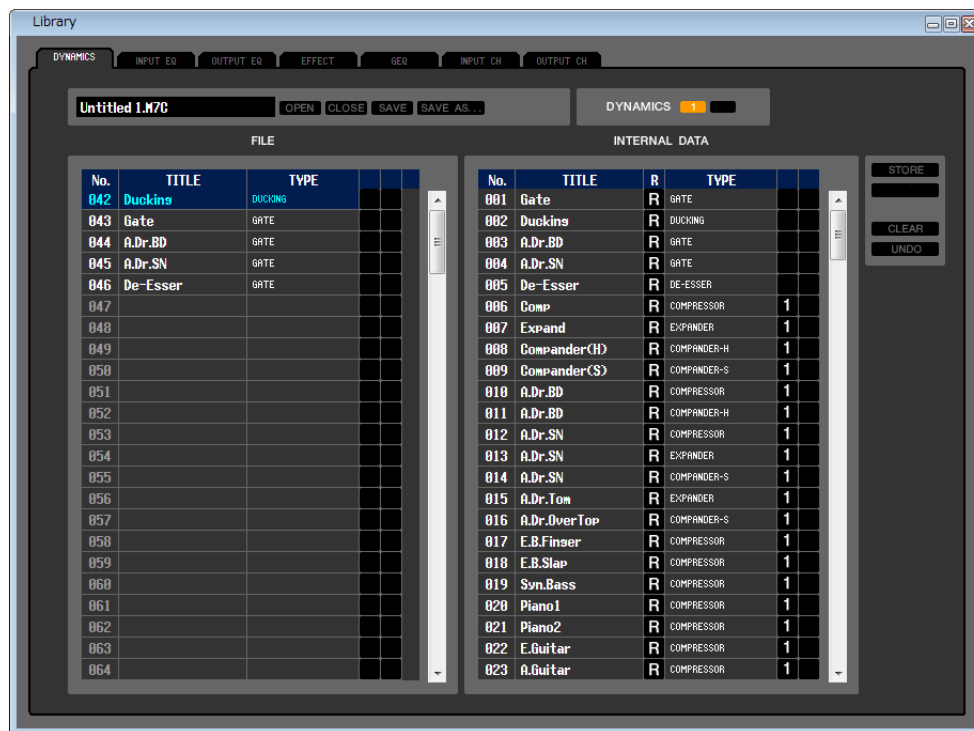 Library
DYNAMICS INPUT EQ OUTPUT EQ EFFECT GEQ INPUT CH OUTPUT CH
Untitled 1.M7C OPEN CLOSE SAVE SAVE AS... DYNAMICS 1
FILE INTERNAL DATA
STORE
CLEAR
UNDO
No. TITLE TYPE No. TITLE R TYPE
042 Ducking DUCKING 001 Gate R GATE
043 Gate GATE 002 Ducking R DUCKING
044 A.Dr.BD GATE 003 A.Dr.BD R GATE
045 A.Dr.SN GATE 004 A.Dr.SN R GATE
046 De-Esser GATE 005 De-Esser R DE-ESSER
047 006 Comp R COMPRESSOR 1
048 007 Expand R EXPANDER 1
049 008 Compander(H) R COMPANDER-H 1
050 009 Compander(S) R COMPANDER-S 1
051 010 A.Dr.BD R COMPRESSOR 1
052 011 A.Dr.BD R COMPANDER-H 1
053 012 A.Dr.SN R COMPRESSOR 1
054 013 A.Dr.SN R EXPANDER 1
055 014 A.Dr.SN R COMPANDER-S 1
056 015 A.Dr.Tom R EXPANDER 1
057 016 A.Dr.OverTop R COMPANDER-S 1
058 017 E.B.Finger R COMPRESSOR 1
059 018 E.B.Slap R COMPRESSOR 1
060 019 Syn.Bass R COMPRESSOR 1
061 020 Piano1 R COMPRESSOR 1
062 021 Piano2 R COMPRESSOR 1
063 022 E.Guitar R COMPRESSOR 1
064 023 A.Guitar R COMPRESSOR 1